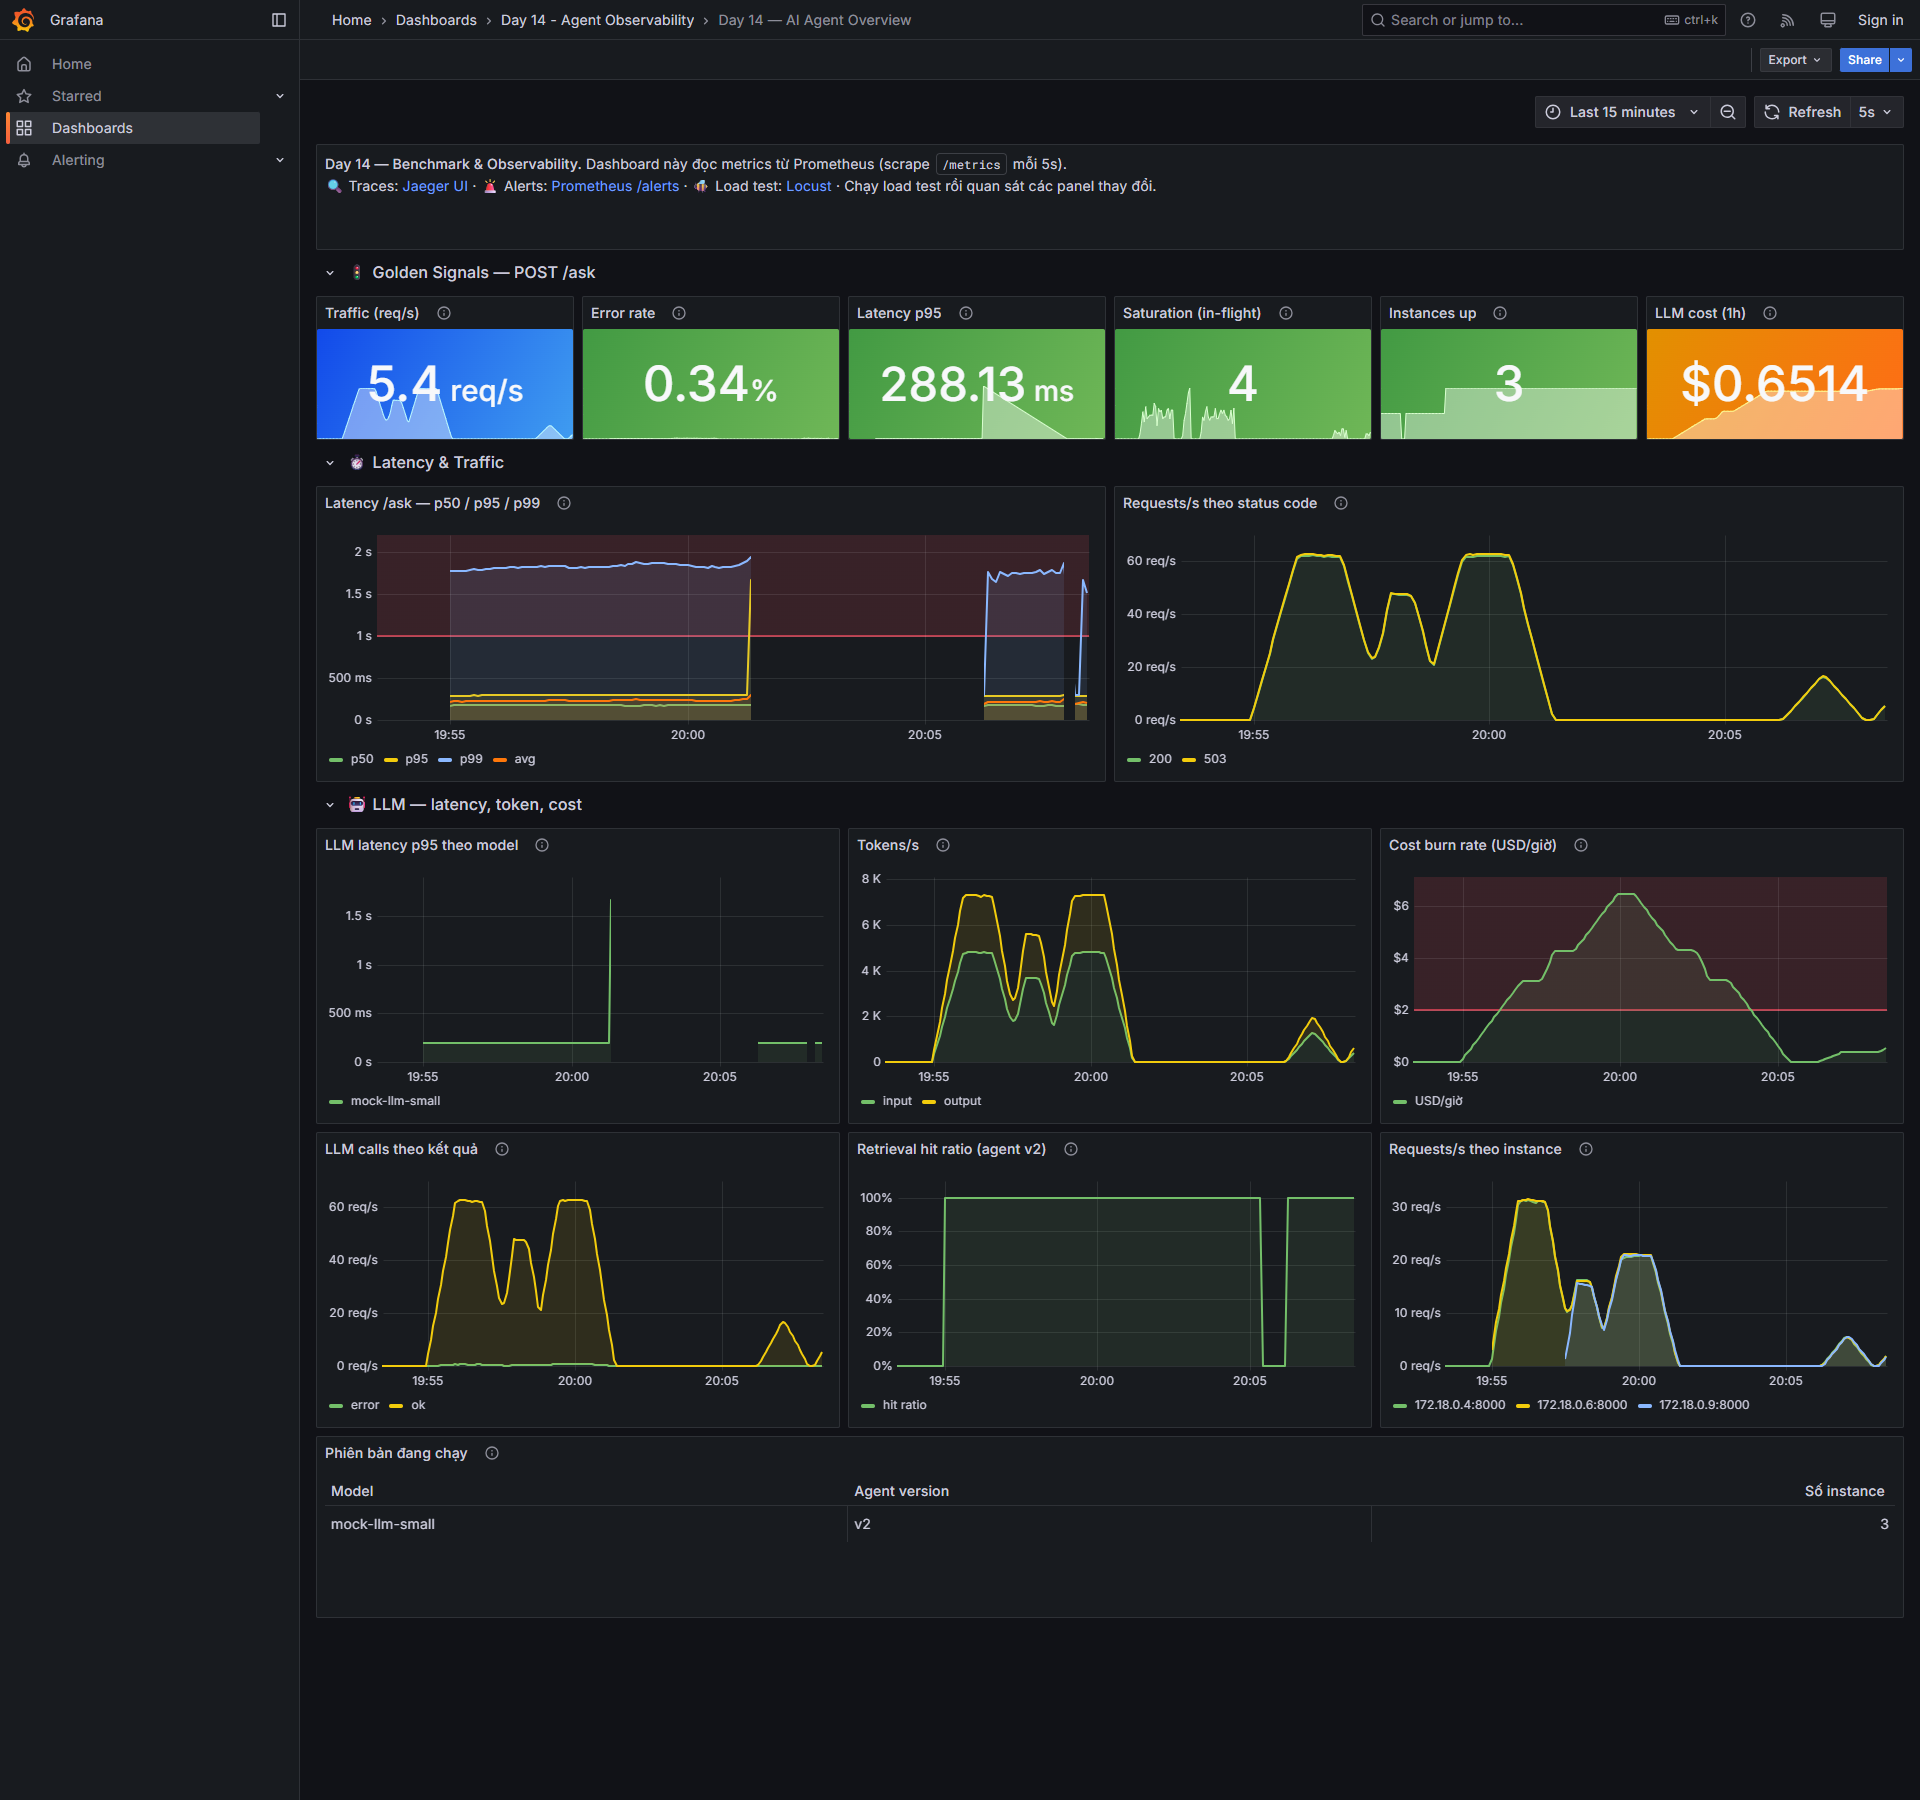 Grafana
Home › Dashboards › Day 14 - Agent Observability › Day 14 — AI Agent Overview
Search or jump to...
ctrl+k
Sign in
Home
Starred
Dashboards
Alerting
Export
Share
Last 15 minutes
Refresh
5s
Day 14 — Benchmark & Observability. Dashboard này đọc metrics từ Prometheus (scrape /metrics mỗi 5s).
🔍 Traces: Jaeger UI · 🚨 Alerts: Prometheus /alerts · 🐝 Load test: Locust · Chạy load test rồi quan sát các panel thay đổi.
🚦 Golden Signals — POST /ask
Traffic (req/s)
5.4 req/s
Error rate
0.34%
Latency p95
288.13 ms
Saturation (in-flight)
4
Instances up
3
LLM cost (1h)
$0.6514
⏱ Latency & Traffic
Latency /ask — p50 / p95 / p99
2 s
1.5 s
1 s
500 ms
0 s
19:55 20:00 20:05
p50 p95 p99 avg
Requests/s theo status code
60 req/s
40 req/s
20 req/s
0 req/s
19:55 20:00 20:05
200 503
🤖 LLM — latency, token, cost
LLM latency p95 theo model
1.5 s
1 s
500 ms
0 s
19:55 20:00 20:05
mock-llm-small
Tokens/s
8 K
6 K
4 K
2 K
0
19:55 20:00 20:05
input output
Cost burn rate (USD/giờ)
$6
$4
$2
$0
19:55 20:00 20:05
USD/giờ
LLM calls theo kết quả
60 req/s
40 req/s
20 req/s
0 req/s
19:55 20:00 20:05
error ok
Retrieval hit ratio (agent v2)
100%
80%
60%
40%
20%
0%
19:55 20:00 20:05
hit ratio
Requests/s theo instance
30 req/s
20 req/s
10 req/s
0 req/s
19:55 20:00 20:05
172.18.0.4:8000 172.18.0.6:8000 172.18.0.9:8000
Phiên bản đang chạy
Model Agent version Số instance
mock-llm-small v2 3